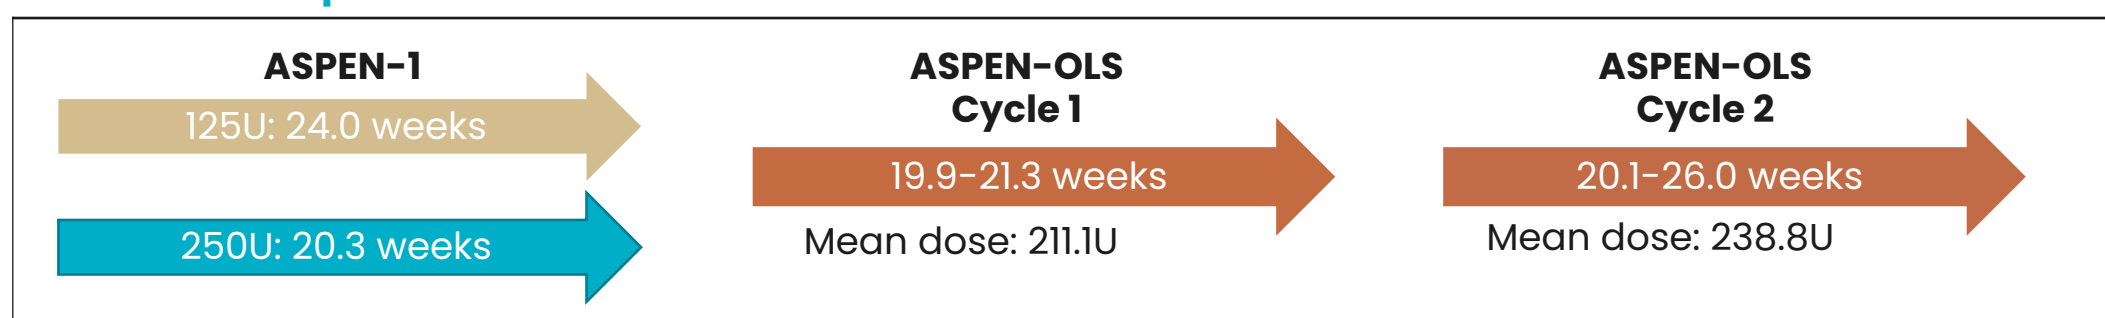 ASPEN-1
125U: 24.0 weeks
250U: 20.3 weeks
ASPEN-OLS
Cycle 1
19.9-21.3 weeks
Mean dose: 211.1U
ASPEN-OLS
Cycle 2
20.1-26.0 weeks
Mean dose: 238.8U